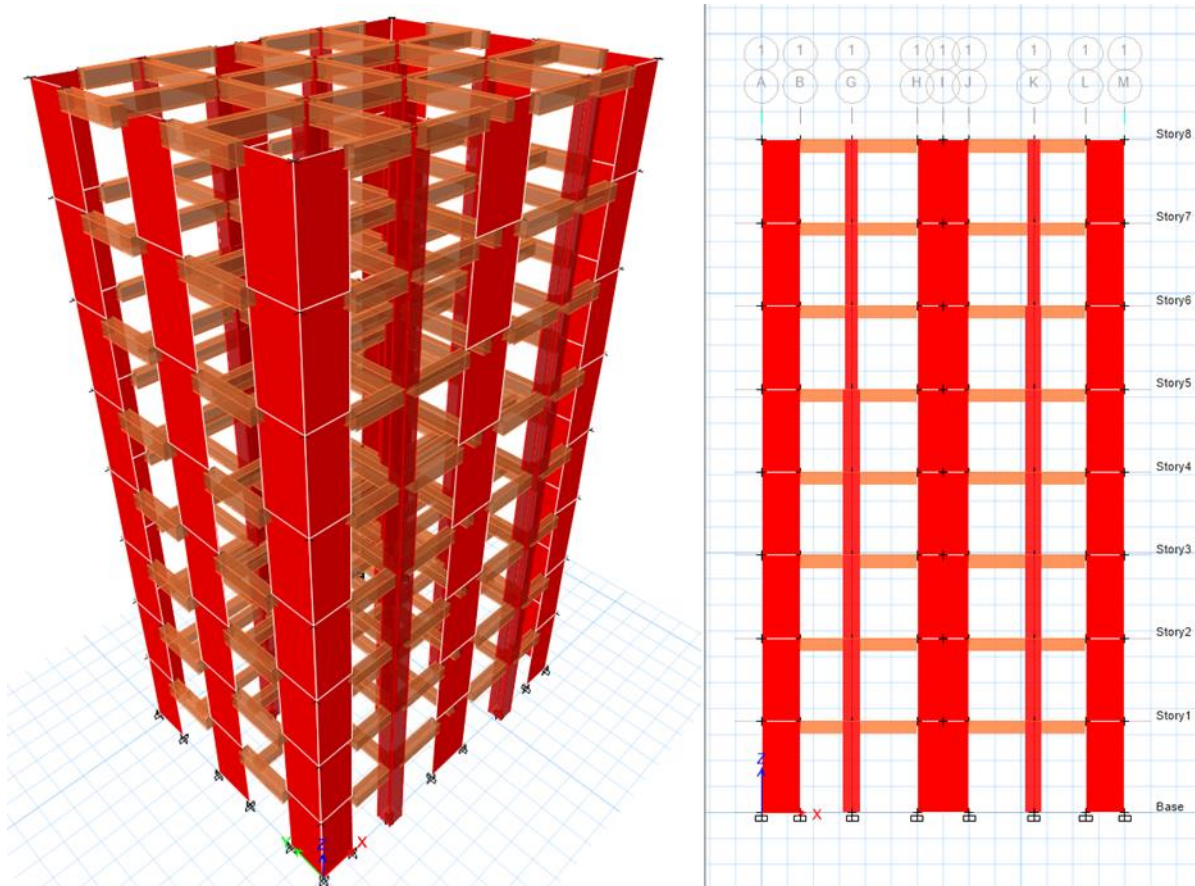 1 1 1 1 1 1 1 1 1
A B G H I J K L M
Story8
Story7
Story6
Story5
Story4
Story3
Story2
Story1
Z
Base
X
Y Z X